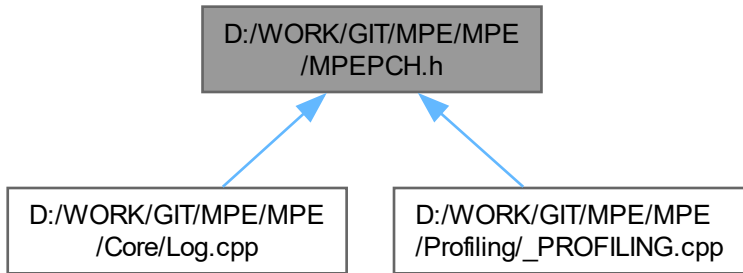 D:/WORK/GIT/MPE/MPE
/MPEPCH.h
D:/WORK/GIT/MPE/MPE
/Core/Log.cpp
D:/WORK/GIT/MPE/MPE
/Profiling/_PROFILING.cpp